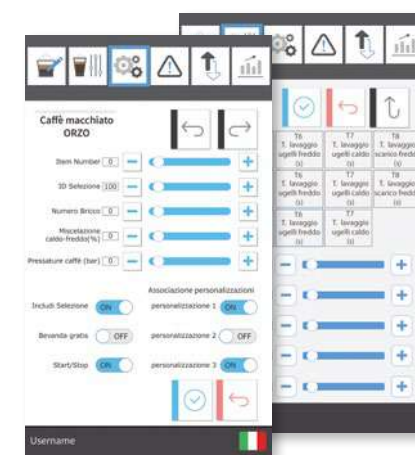 Caffè macchiato
ORZO
Item Number 0
ID Selezione 100
Numero Bricco 0
Miscelazione
caldo-freddo(%) 0
Pressature caffè (bar) 0
Associazione personalizzazioni
Includi Selezione ON
personalizzazione 1 ON
Bevanda gratis OFF
personalizzazione 2 OFF
Start/Stop ON
personalizzazione 3 ON
Username
T6 T7 T8
T. lavaggio T. lavaggio T. lavaggio
ugelli freddo ugelli caldo scarico fredd
(s) (s) (s)
T6 T7 T8
T. lavaggio T. lavaggio T. lavaggio
ugelli freddo ugelli caldo scarico fredd
(s) (s) (s)
T6 T7
T. lavaggio T. lavaggio
ugelli freddo ugelli caldo
(s) (s)